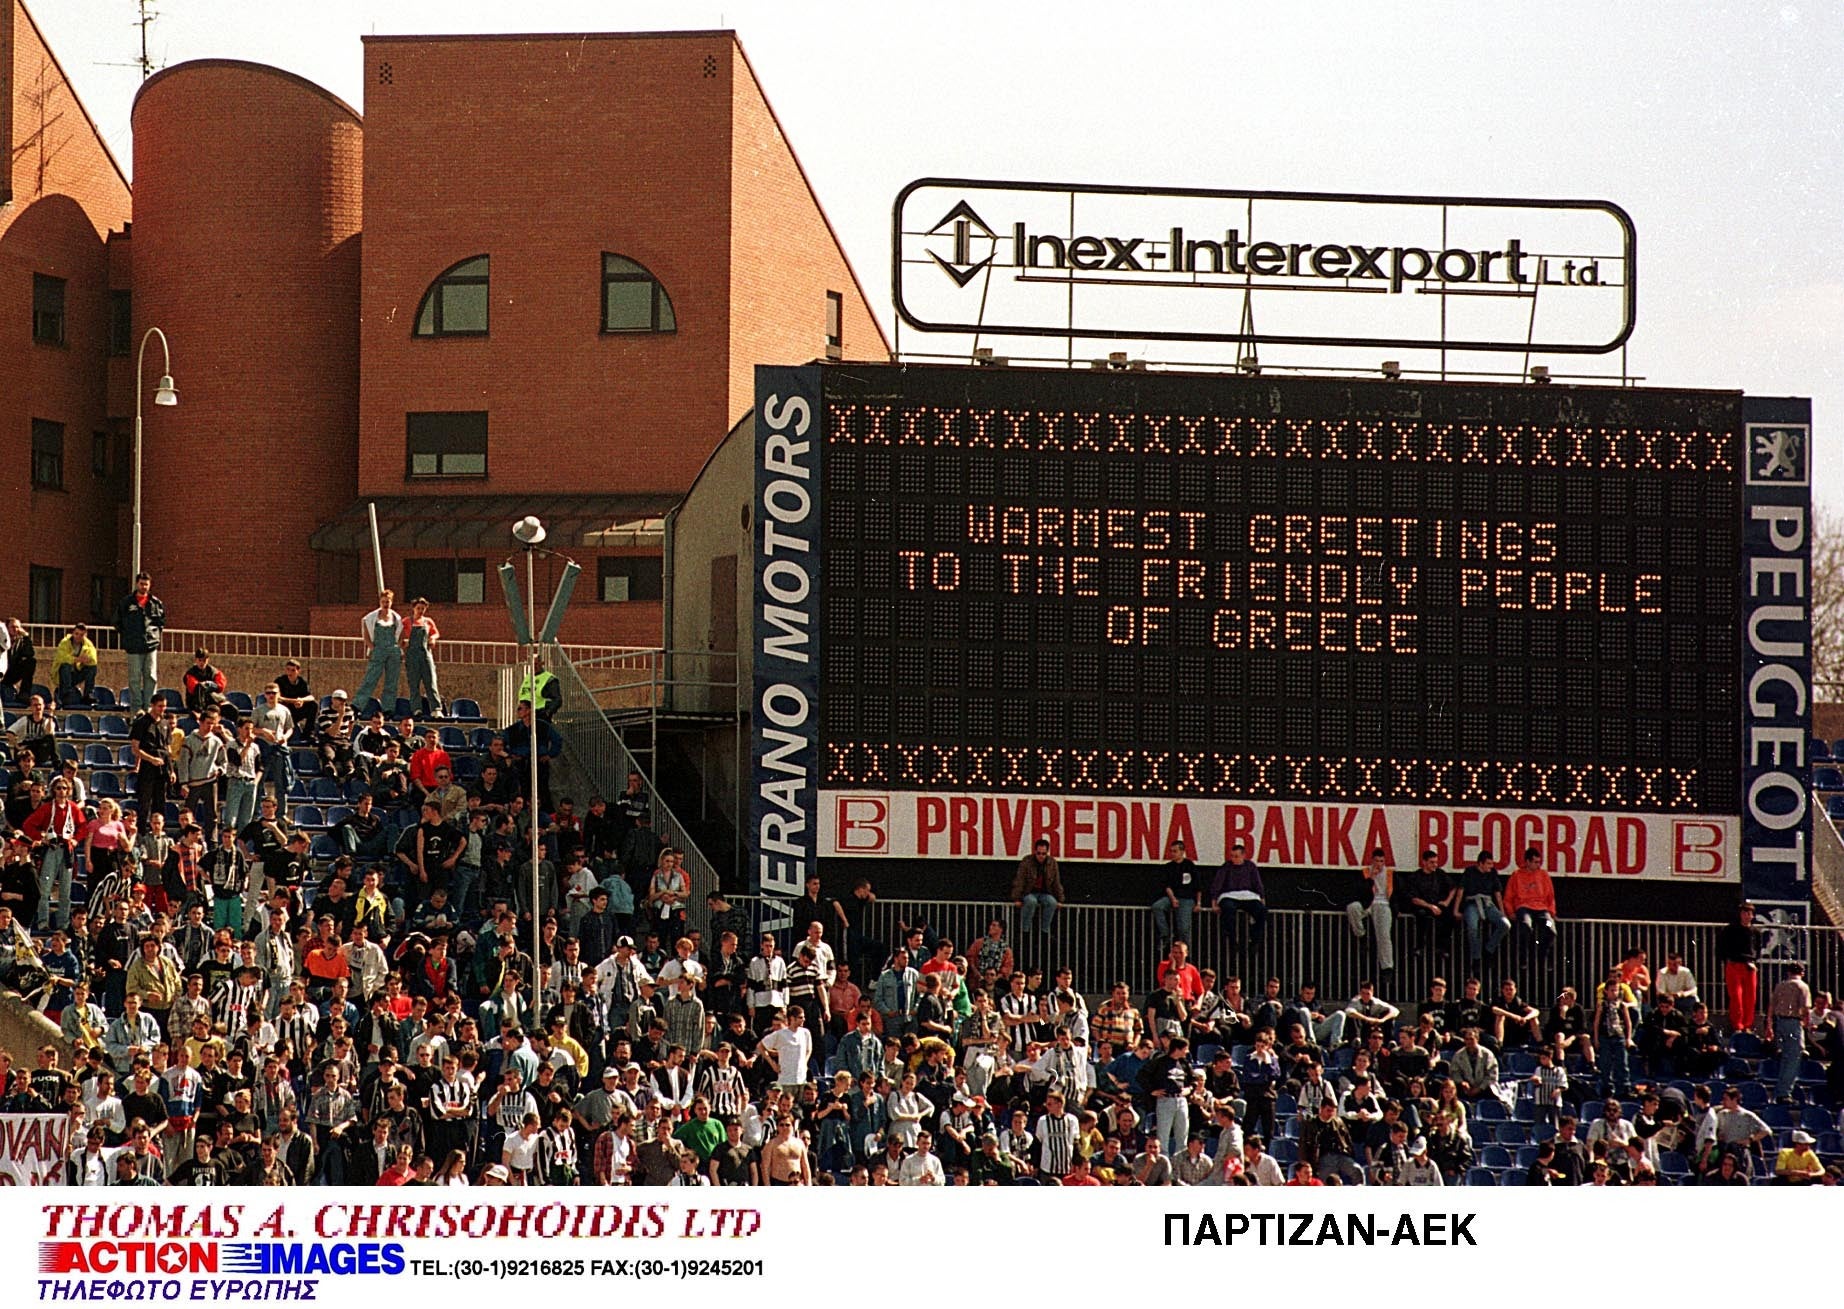 Inex-Interexport Ltd.
XXXXXXXXXXXXXXXXXXXXXXXXXX
WARMEST GREETINGS
TO THE FRIENDLY PEOPLE
OF GREECE
XXXXXXXXXXXXXXXXXXXXXXXXX
PRIVREDNA BANKA BEOGRAD
VERANO MOTORS
PEUGEOT
THOMAS A. CHRISOHOIDIS LTD
ACTION IMAGES TEL:(30-1)9216825 FAX:(30-1)9245201
ΤΗΛΕΦΩΤΟ ΕΥΡΩΠΗΣ
ΠΑΡΤΙΖΑΝ-ΑΕΚ